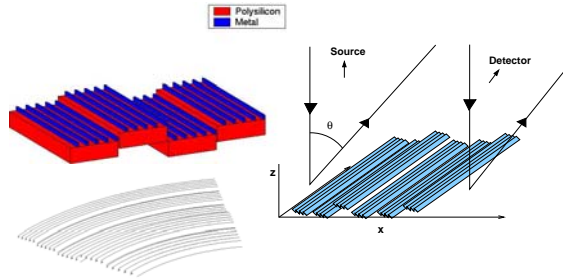 Polysilicon
Metal
Source
Detector
θ
z
x